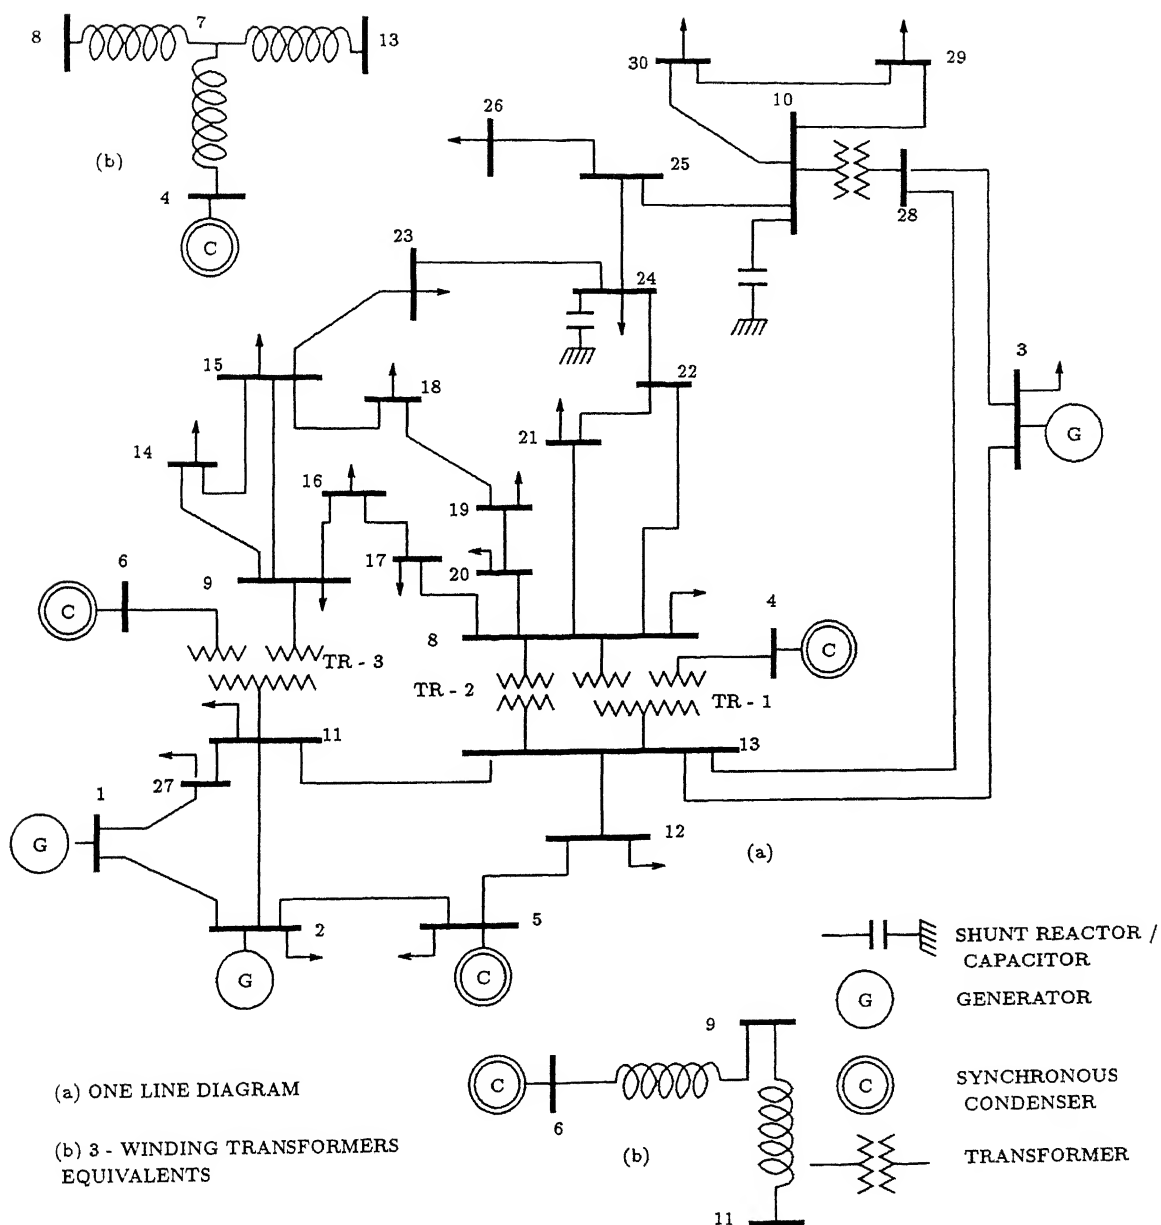 7
8
13
(b)
4
C
30
29
10
26
25
28
23
24
3
G
15
18
22
14
21
16
19
6
C
9
17
20
4
C
8
TR - 3
TR - 2
TR - 1
11
13
27
1
G
12
(a)
2
5
G
C
SHUNT REACTOR /
CAPACITOR
G
GENERATOR
9
C
6
(b)
11
C
SYNCHRONOUS
CONDENSER
TRANSFORMER
(a) ONE LINE DIAGRAM
(b) 3 - WINDING TRANSFORMERS
EQUIVALENTS